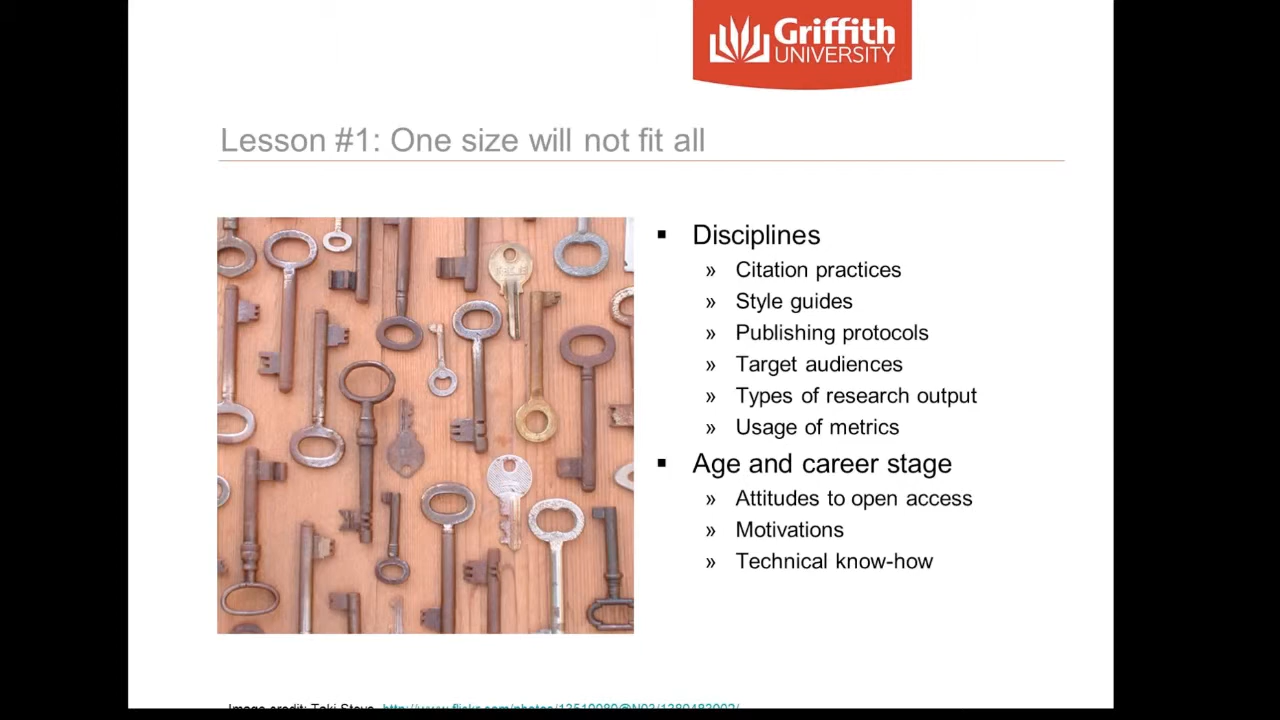 Griffith
UNIVERSITY
Lesson #1: One size will not fit all
▪ Disciplines
» Citation practices
» Style guides
» Publishing protocols
» Target audiences
» Types of research output
» Usage of metrics
▪ Age and career stage
» Attitudes to open access
» Motivations
» Technical know-how
Image credit: